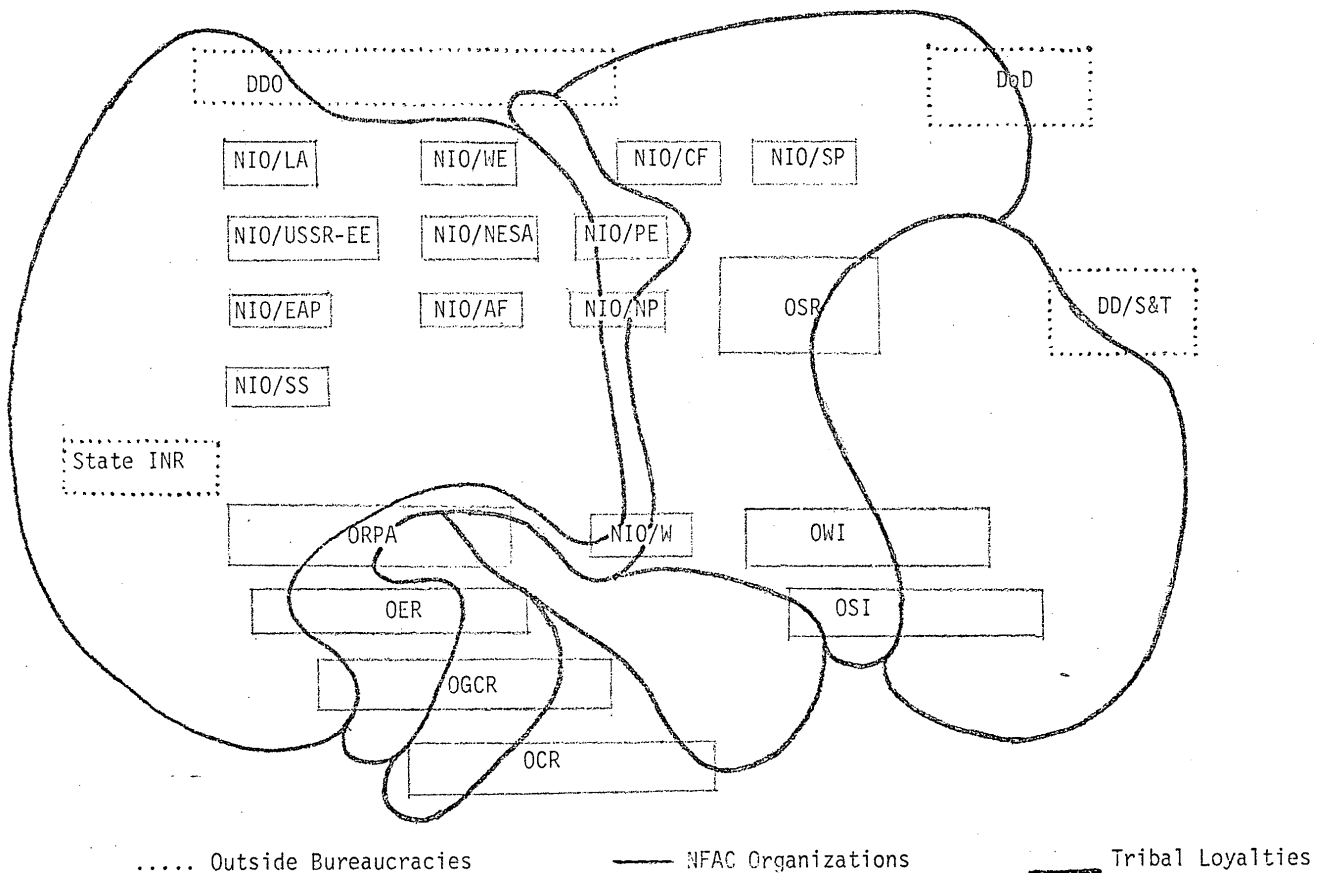 DDO
DoD
NIO/LA
NIO/WE
NIO/CF
NIO/SP
NIO/USSR-EE
NIO/NESA
NIO/PE
NIO/EAP
NIO/AF
NIO/NP
OSR
DD/S&T
NIO/SS
State INR
ORPA
NIO/W
OWI
OER
OSI
OGCR
OCR
..... Outside Bureaucracies
NFAC Organizations
Tribal Loyalties